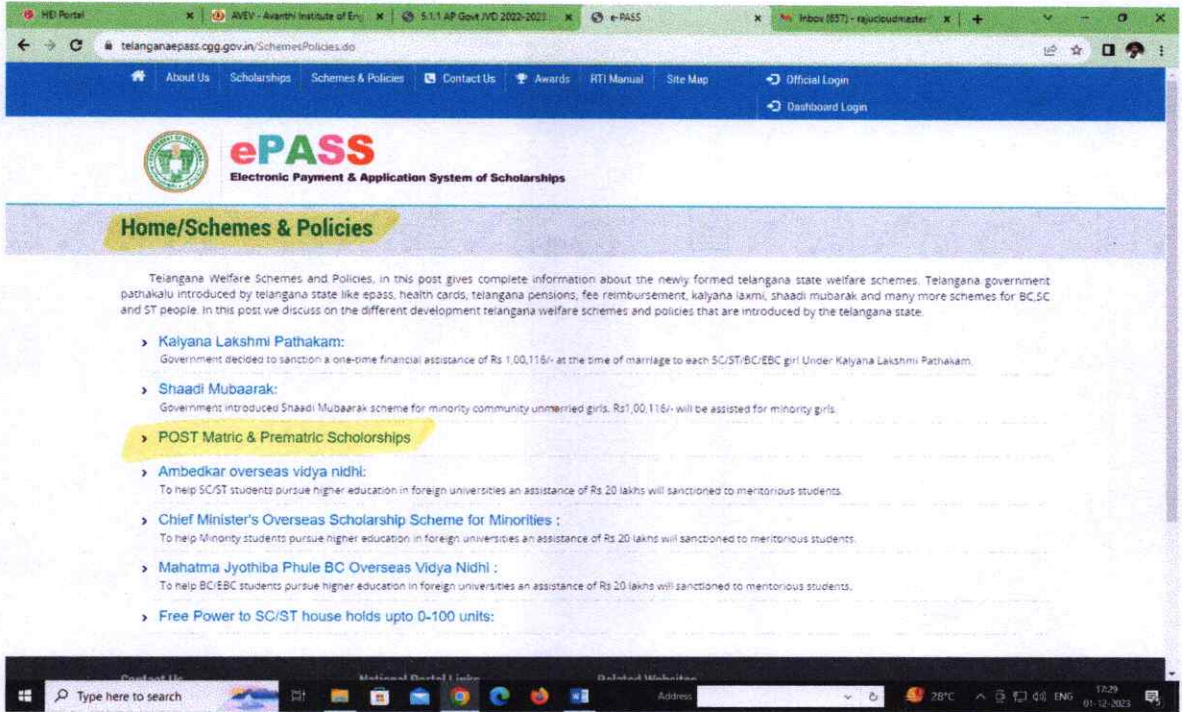 HEI Portal
AVEV - Avanthi Institute of Eng
5.1.1 AP Govt JVD 2022-2023
e-PASS
Inbox (657) - rajucloudmaster
telanganaepass.cgg.gov.in/SchemesPolicies.do
About Us Scholarships Schemes & Policies Contact Us Awards RTI Manual Site Map Official Login
Dashboard Login
ePASS
Electronic Payment & Application System of Scholarships
Home/Schemes & Policies
Telangana Welfare Schemes and Policies, in this post gives complete information about the newly formed telangana state welfare schemes. Telangana government
pathakalu introduced by telangana state like epass, health cards, telangana pensions, fee reimbursement, kalyana laxmi, shaadi mubarak and many more schemes for BC,SC
and ST people. In this post we discuss on the different development telangana welfare schemes and policies that are introduced by the telangana state.
Kalyana Lakshmi Pathakam:
Government decided to sanction a one-time financial assistance of Rs 1,00,116/- at the time of marriage to each SC/ST/BC/EBC girl Under Kalyana Lakshmi Pathakam.
Shaadi Mubaarak:
Government introduced Shaadi Mubaarak scheme for minority community unmerried girls. Rs1,00,116/- will be assisted for minority girls.
POST Matric & Prematric Scholorships
Ambedkar overseas vidya nidhi:
To help SC/ST students pursue higher education in foreign universities an assistance of Rs 20 lakhs will sanctioned to meritorious students.
Chief Minister's Overseas Scholarship Scheme for Minorities :
To help Minority students pursue higher education in foreign universities an assistance of Rs 20 lakhs will sanctioned to meritorious students.
Mahatma Jyothiba Phule BC Overseas Vidya Nidhi :
To help BC/EBC students pursue higher education in foreign universities an assistance of Rs 20 lakhs will sanctioned to meritorious students.
Free Power to SC/ST house holds upto 0-100 units:
Contact Us National Portal Links Related Websites
Type here to search Address 28°C ENG 17:29
01-12-2023